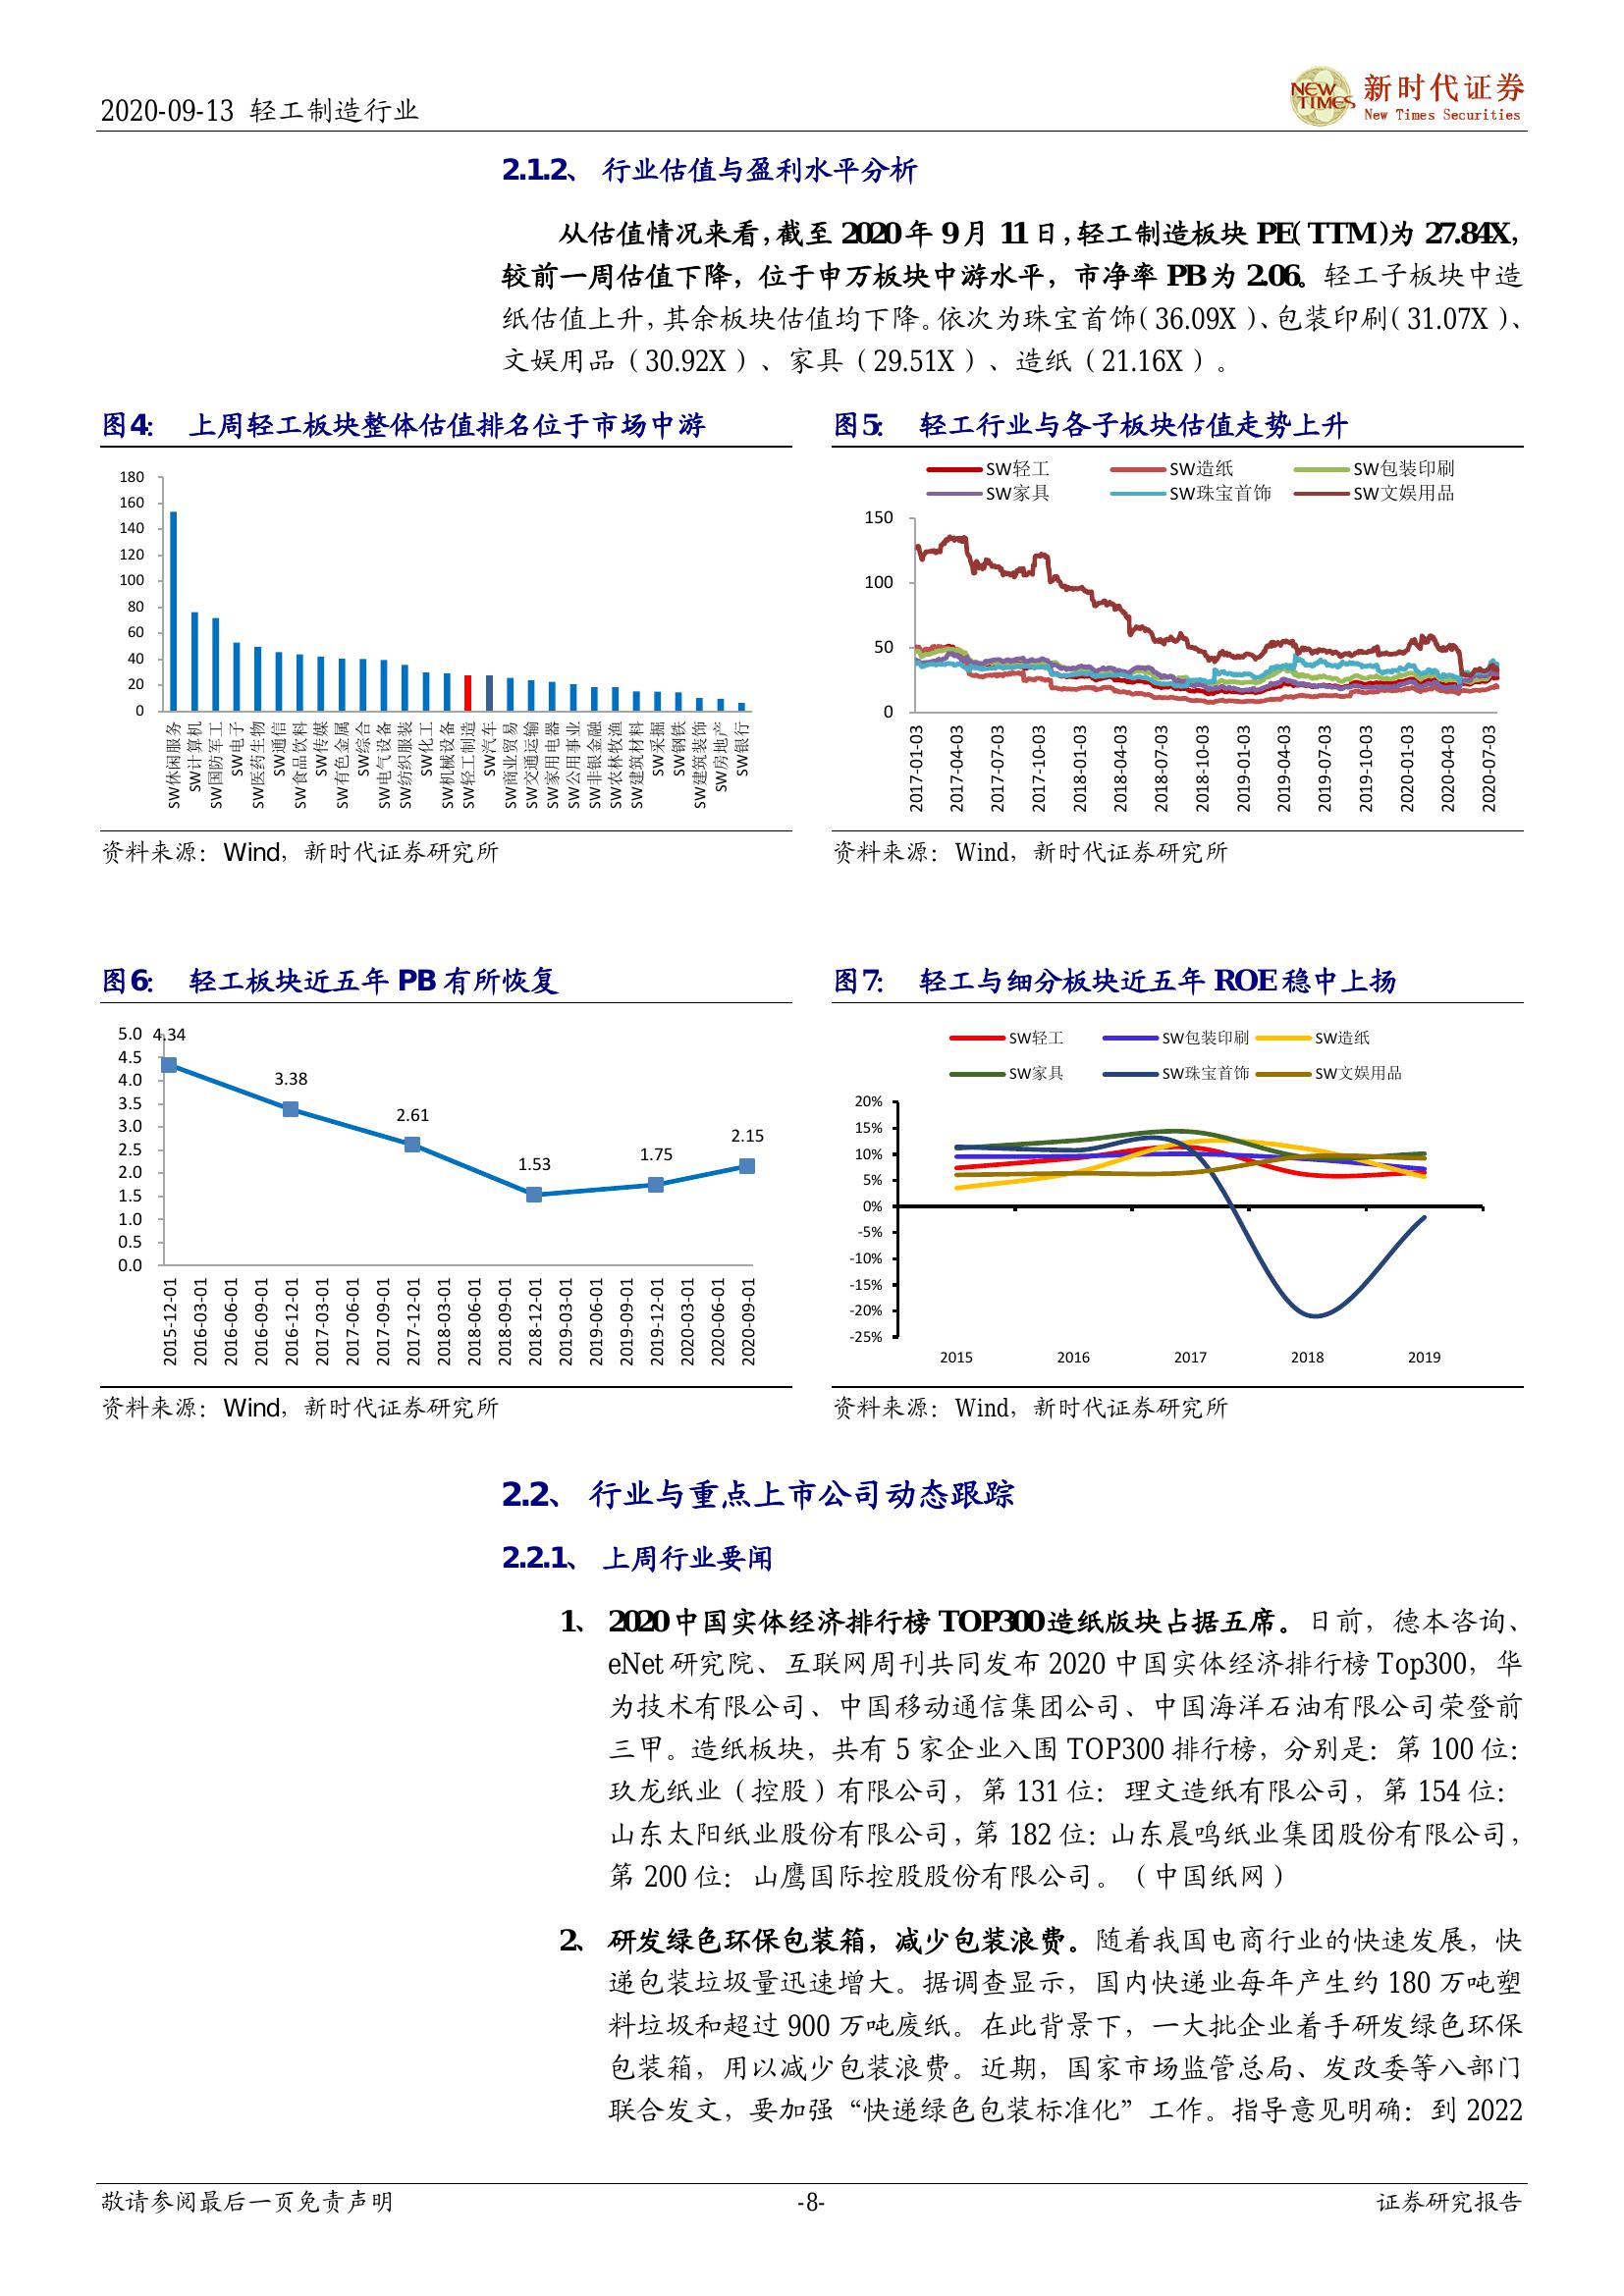 2020-09-13 轻工制造行业
NEW TIMES
新时代证券
New Times Securities
2.1.2、 行业估值与盈利水平分析
从估值情况来看，截至 2020 年 9 月 11 日，轻工制造板块 PE（TTM）为 27.84X，
较前一周估值下降，位于申万板块中游水平，市净率 PB 为 2.06。轻工子板块中造
纸估值上升，其余板块估值均下降。依次为珠宝首饰（36.09X）、包装印刷（31.07X）、
文娱用品（30.92X）、家具（29.51X）、造纸（21.16X）。
图4： 上周轻工板块整体估值排名位于市场中游
180
160
140
120
100
80
60
40
20
0
SW休闲服务
SW计算机
SW国防军工
SW电子
SW医药生物
SW通信
SW食品饮料
SW传媒
SW有色金属
SW综合
SW电气设备
SW纺织服装
SW化工
SW机械设备
SW轻工制造
SW汽车
SW商业贸易
SW交通运输
SW家用电器
SW公用事业
SW非银金融
SW农林牧渔
SW建筑材料
SW采掘
SW钢铁
SW建筑装饰
SW房地产
SW银行
资料来源：Wind，新时代证券研究所
图5： 轻工行业与各子板块估值走势上升
SW轻工 SW造纸 SW包装印刷
SW家具 SW珠宝首饰 SW文娱用品
150
100
50
0
2017-01-03
2017-04-03
2017-07-03
2017-10-03
2018-01-03
2018-04-03
2018-07-03
2018-10-03
2019-01-03
2019-04-03
2019-07-03
2019-10-03
2020-01-03
2020-04-03
2020-07-03
资料来源：Wind，新时代证券研究所
图6： 轻工板块近五年 PB 有所恢复
5.0
4.5
4.0
3.5
3.0
2.5
2.0
1.5
1.0
0.5
0.0
4.34
3.38
2.61
1.53
1.75
2.15
2015-12-01
2016-03-01
2016-06-01
2016-09-01
2016-12-01
2017-03-01
2017-06-01
2017-09-01
2017-12-01
2018-03-01
2018-06-01
2018-09-01
2018-12-01
2019-03-01
2019-06-01
2019-09-01
2019-12-01
2020-03-01
2020-06-01
2020-09-01
资料来源：Wind，新时代证券研究所
图7： 轻工与细分板块近五年 ROE 稳中上扬
SW轻工 SW包装印刷 SW造纸
SW家具 SW珠宝首饰 SW文娱用品
20%
15%
10%
5%
0%
-5%
-10%
-15%
-20%
-25%
2015 2016 2017 2018 2019
资料来源：Wind，新时代证券研究所
2.2、 行业与重点上市公司动态跟踪
2.2.1、 上周行业要闻
1、 2020 中国实体经济排行榜 TOP300 造纸版块占据五席。日前，德本咨询、
eNet 研究院、互联网周刊共同发布 2020 中国实体经济排行榜 Top300，华
为技术有限公司、中国移动通信集团公司、中国海洋石油有限公司荣登前
三甲。造纸板块，共有 5 家企业入围 TOP300 排行榜，分别是：第 100 位：
玖龙纸业（控股）有限公司，第 131 位：理文造纸有限公司，第 154 位：
山东太阳纸业股份有限公司，第 182 位：山东晨鸣纸业集团股份有限公司，
第 200 位：山鹰国际控股股份有限公司。（中国纸网）
2、 研发绿色环保包装箱，减少包装浪费。随着我国电商行业的快速发展，快
递包装垃圾量迅速增大。据调查显示，国内快递业每年产生约 180 万吨塑
料垃圾和超过 900 万吨废纸。在此背景下，一大批企业着手研发绿色环保
包装箱，用以减少包装浪费。近期，国家市场监管总局、发改委等八部门
联合发文，要加强“快递绿色包装标准化”工作。指导意见明确：到 2022
敬请参阅最后一页免责声明
-8-
证券研究报告